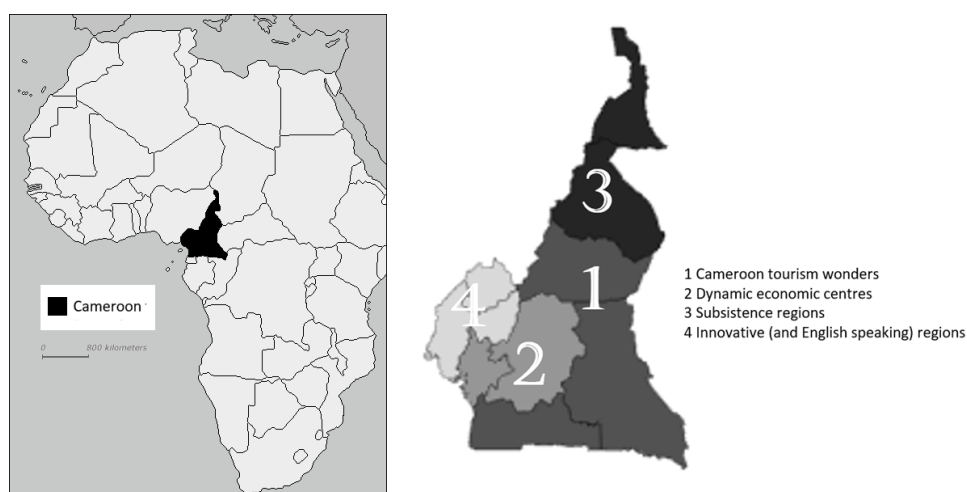 Cameroon
0 800 kilometers
3
1
4
2
1 Cameroon tourism wonders
2 Dynamic economic centres
3 Subsistence regions
4 Innovative (and English speaking) regions